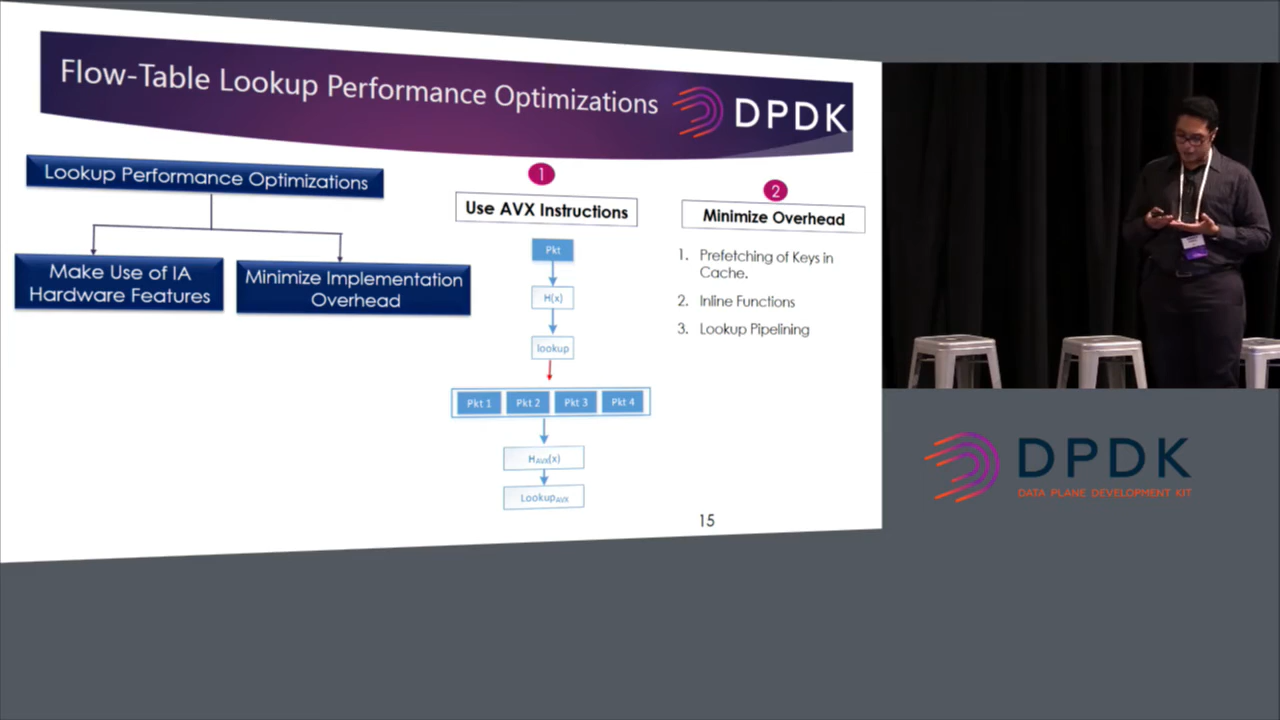 Flow-Table Lookup Performance Optimizations
DPDK
Lookup Performance Optimizations
Make Use of IA
Hardware Features
Minimize Implementation
Overhead
1
Use AVX Instructions
Pkt
H(x)
lookup
Pkt 1 Pkt 2 Pkt 3 Pkt 4
HAVX(x)
LookupAVX
2
Minimize Overhead
1. Prefetching of Keys in
Cache.
2. Inline Functions
3. Lookup Pipelining
15
DPDK
DATA PLANE DEVELOPMENT KIT